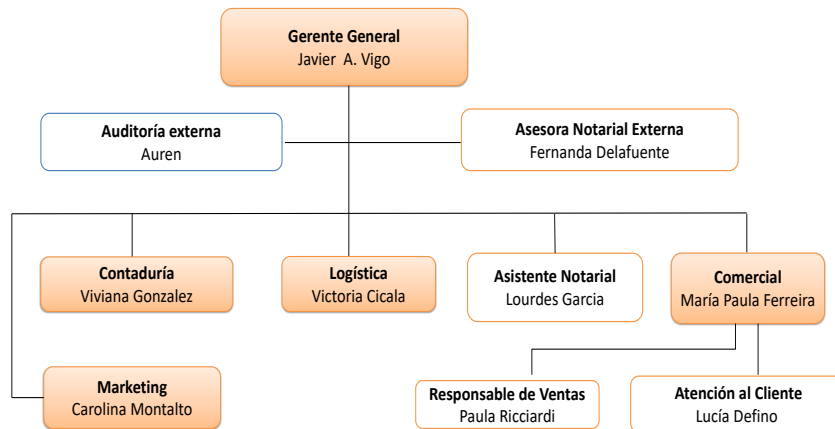 Gerente General
Javier A. Vigo
Auditoría externa
Auren
Asesora Notarial Externa
Fernanda Delafuente
Contaduría
Viviana Gonzalez
Logística
Victoria Cicala
Asistente Notarial
Lourdes Garcia
Comercial
María Paula Ferreira
Marketing
Carolina Montalto
Responsable de Ventas
Paula Ricciardi
Atención al Cliente
Lucía Defino